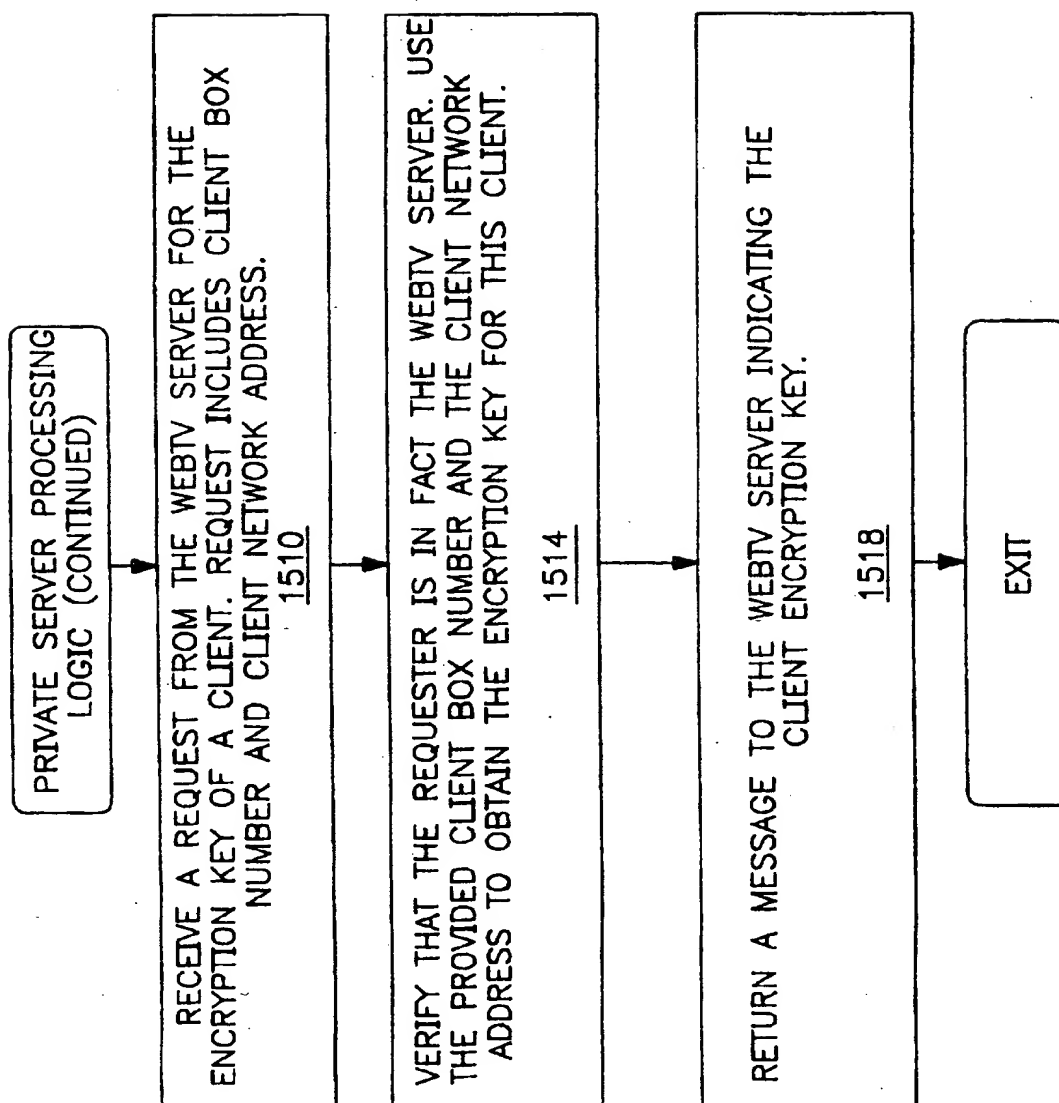 PRIVATE SERVER PROCESSING
LOGIC (CONTINUED)
RECEIVE A REQUEST FROM THE WEBTV SERVER FOR THE
ENCRYPTION KEY OF A CLIENT. REQUEST INCLUDES CLIENT BOX
NUMBER AND CLIENT NETWORK ADDRESS.
1510
VERIFY THAT THE REQUESTER IS IN FACT THE WEBTV SERVER. USE
THE PROVIDED CLIENT BOX NUMBER AND THE CLIENT NETWORK
ADDRESS TO OBTAIN THE ENCRYPTION KEY FOR THIS CLIENT.
1514
RETURN A MESSAGE TO THE WEBTV SERVER INDICATING THE
CLIENT ENCRYPTION KEY.
1518
EXIT